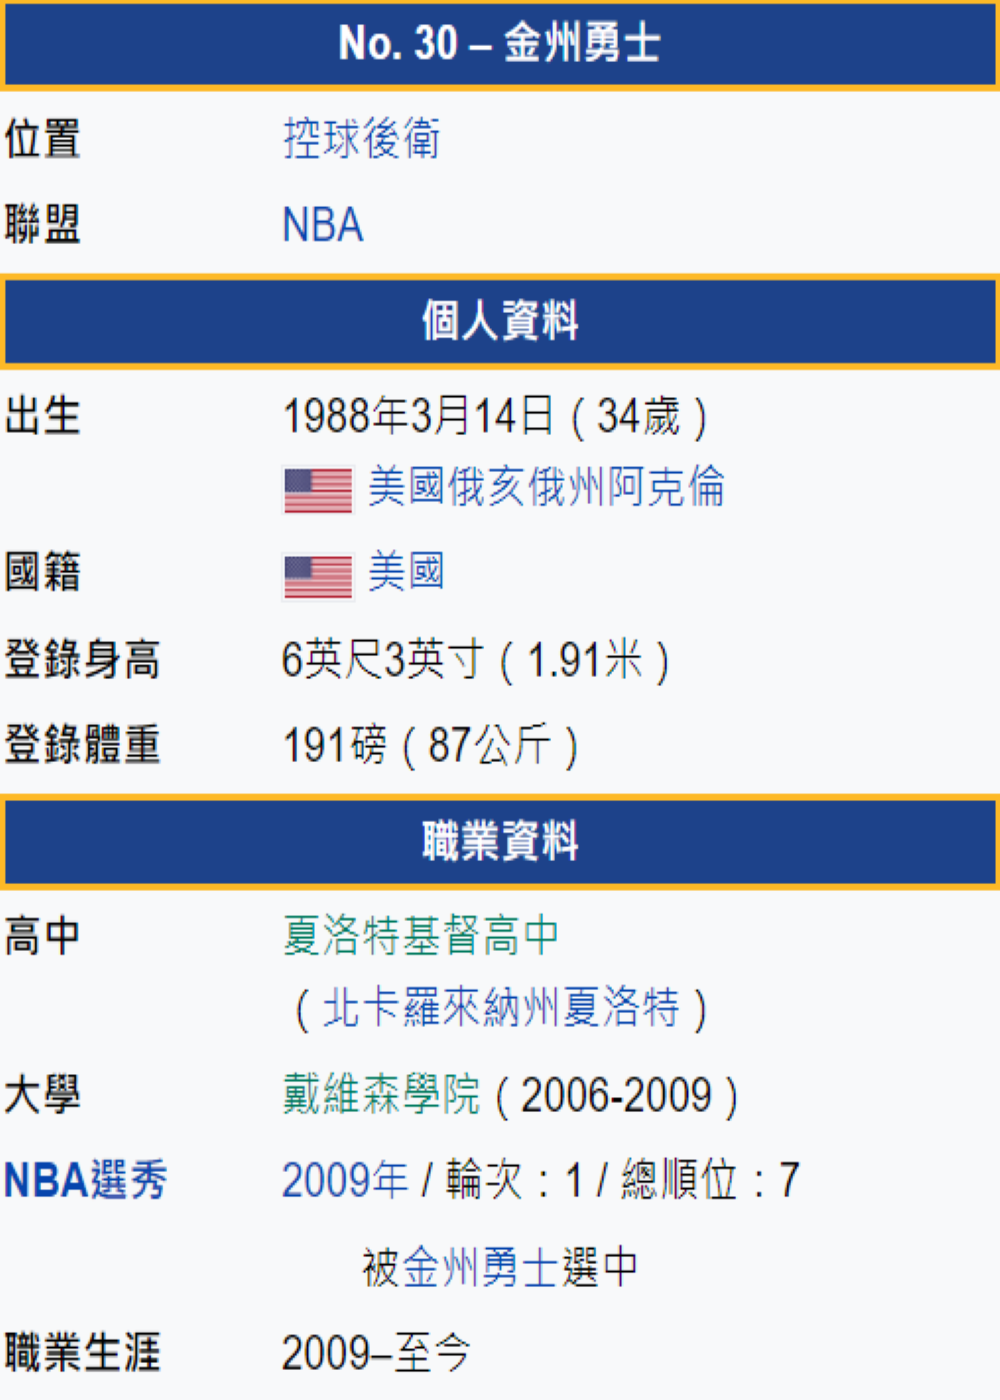 No. 30 – 金州勇士
位置 控球後衛
聯盟 NBA
個人資料
出生 1988年3月14日（34歲）
美國俄亥俄州阿克倫
國籍 美國
登錄身高 6英尺3英寸（1.91米）
登錄體重 191磅（87公斤）
職業資料
高中 夏洛特基督高中
（北卡羅來納州夏洛特）
大學 戴維森學院（2006-2009）
NBA選秀 2009年 / 輪次：1 / 總順位：7
被金州勇士選中
職業生涯 2009–至今